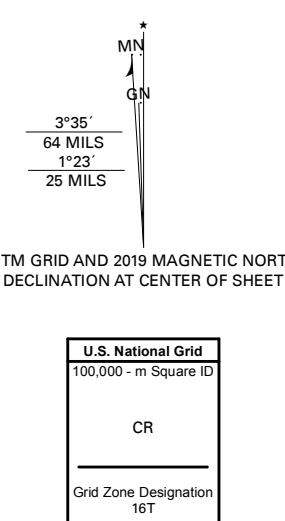 ★
MN
GN
3°35´
64 MILS
1°23´
25 MILS
TM GRID AND 2019 MAGNETIC NORT
DECLINATION AT CENTER OF SHEET
U.S. National Grid
100,000 - m Square ID
CR
Grid Zone Designation
16T